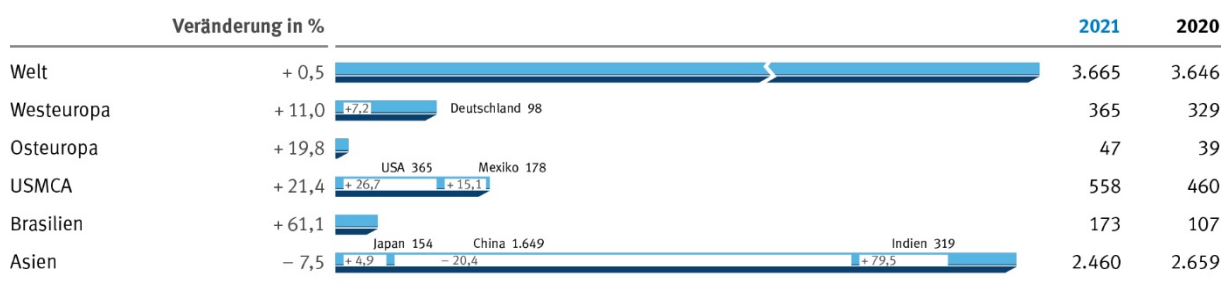 Veränderung in % 2021 2020
Welt + 0,5 3.665 3.646
Westeuropa + 11,0 +7,2 Deutschland 98 365 329
Osteuropa + 19,8 47 39
USA 365 Mexiko 178
USMCA + 21,4 + 26,7 + 15,1 558 460
Brasilien + 61,1 173 107
Japan 154 China 1.649 Indien 319
Asien – 7,5 + 4,9 – 20,4 + 79,5 2.460 2.659